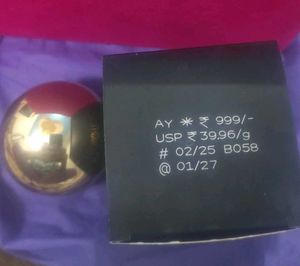 AY ✳ ₹ 999/-
USP ₹ 39.96/g
# 02/25 B058
@ 01/27